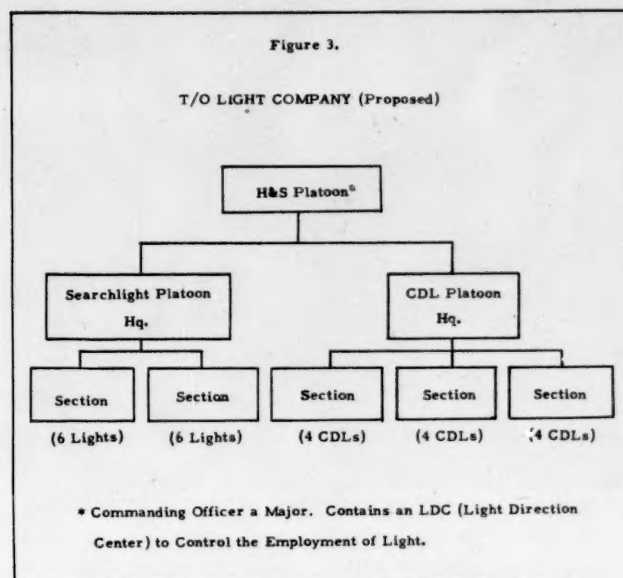 Figure 3.
T/O LIGHT COMPANY (Proposed)
H&S Platoon*
Searchlight Platoon
Hq.
CDL Platoon
Hq.
Section
Section
Section
Section
Section
(6 Lights)
(6 Lights)
(4 CDLs)
(4 CDLs)
(4 CDLs)
* Commanding Officer a Major. Contains an LDC (Light Direction
Center) to Control the Employment of Light.